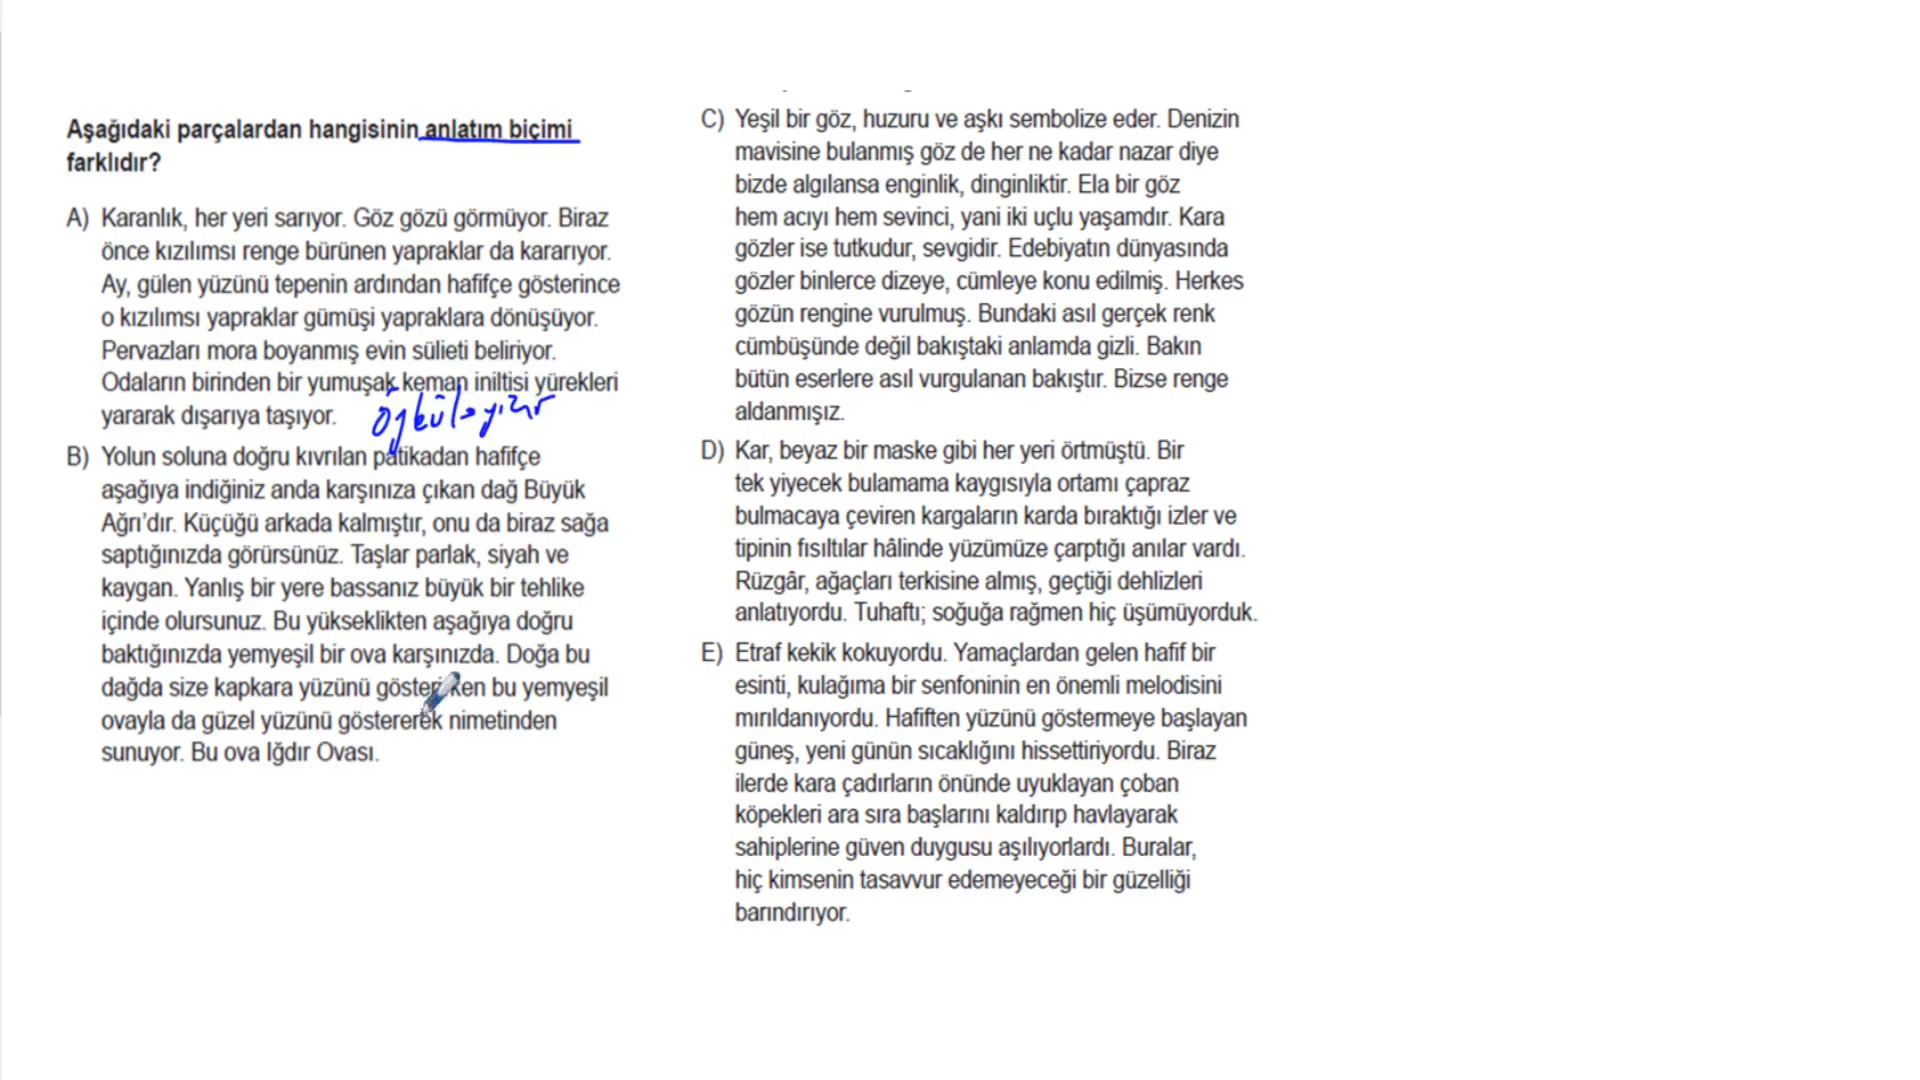 Aşağıdaki parçalardan hangisinin anlatım biçimi
farklıdır?
A) Karanlık, her yeri sarıyor. Göz gözü görmüyor. Biraz
önce kızılımsı renge bürünen yapraklar da kararıyor.
Ay, gülen yüzünü tepenin ardından hafifçe gösterince
o kızılımsı yapraklar gümüşi yapraklara dönüşüyor.
Pervazları mora boyanmış evin sülieti beliriyor.
Odaların birinden bir yumuşak keman iniltisi yürekleri
yararak dışarıya taşıyor.
B) Yolun soluna doğru kıvrılan patikadan hafifçe
aşağıya indiğiniz anda karşınıza çıkan dağ Büyük
Ağrı’dır. Küçüğü arkada kalmıştır, onu da biraz sağa
saptığınızda görürsünüz. Taşlar parlak, siyah ve
kaygan. Yanlış bir yere bassanız büyük bir tehlike
içinde olursunuz. Bu yükseklikten aşağıya doğru
baktığınızda yemyeşil bir ova karşınızda. Doğa bu
dağda size kapkara yüzünü gösterirken bu yemyeşil
ovayla da güzel yüzünü göstererek nimetinden
sunuyor. Bu ova Iğdır Ovası.
C) Yeşil bir göz, huzuru ve aşkı sembolize eder. Denizin
mavisine bulanmış göz de her ne kadar nazar diye
bizde algılansa enginlik, dinginliktir. Ela bir göz
hem acıyı hem sevinci, yani iki uçlu yaşamdır. Kara
gözler ise tutkudur, sevgidir. Edebiyatın dünyasında
gözler binlerce dizeye, cümleye konu edilmiş. Herkes
gözün rengine vurulmuş. Bundaki asıl gerçek renk
cümbüşünde değil bakıştaki anlamda gizli. Bakın
bütün eserlere asıl vurgulanan bakıştır. Bizse renge
aldanmışız.
D) Kar, beyaz bir maske gibi her yeri örtmüştü. Bir
tek yiyecek bulamama kaygısıyla ortamı çapraz
bulmacaya çeviren kargaların karda bıraktığı izler ve
tipinin fısıltılar hâlinde yüzümüze çarptığı anılar vardı.
Rüzgâr, ağaçları terkisine almış, geçtiği dehlizleri
anlatıyordu. Tuhaftı; soğuğa rağmen hiç üşümüyorduk.
E) Etraf kekik kokuyordu. Yamaçlardan gelen hafif bir
esinti, kulağıma bir senfoninin en önemli melodisini
mırıldanıyordu. Hafiften yüzünü göstermeye başlayan
güneş, yeni günün sıcaklığını hissettiriyordu. Biraz
ilerde kara çadırların önünde uyuklayan çoban
köpekleri ara sıra başlarını kaldırıp havlayarak
sahiplerine güven duygusu aşılıyorlardı. Buralar,
hiç kimsenin tasavvur edemeyeceği bir güzelliği
barındırıyor.